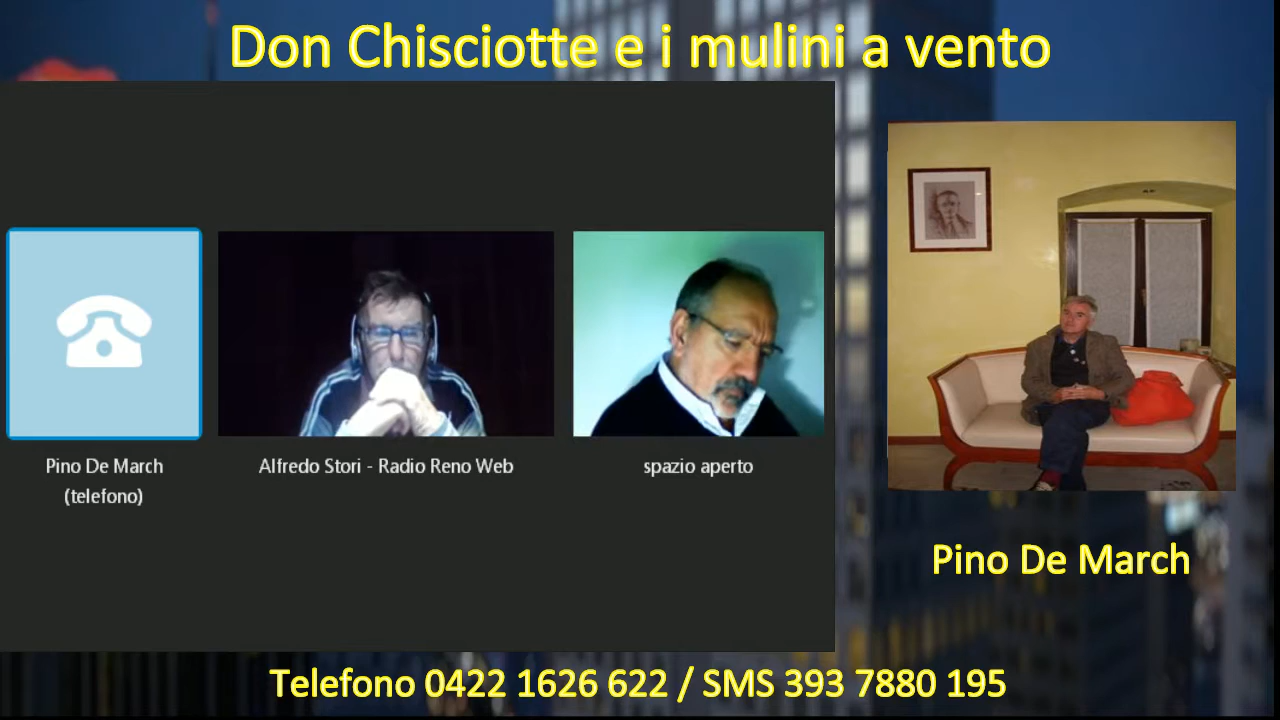 Don Chisciotte e i mulini a vento
Pino De March
(telefono)
Alfredo Stori - Radio Reno Web
spazio aperto
Pino De March
Telefono 0422 1626 622 / SMS 393 7880 195